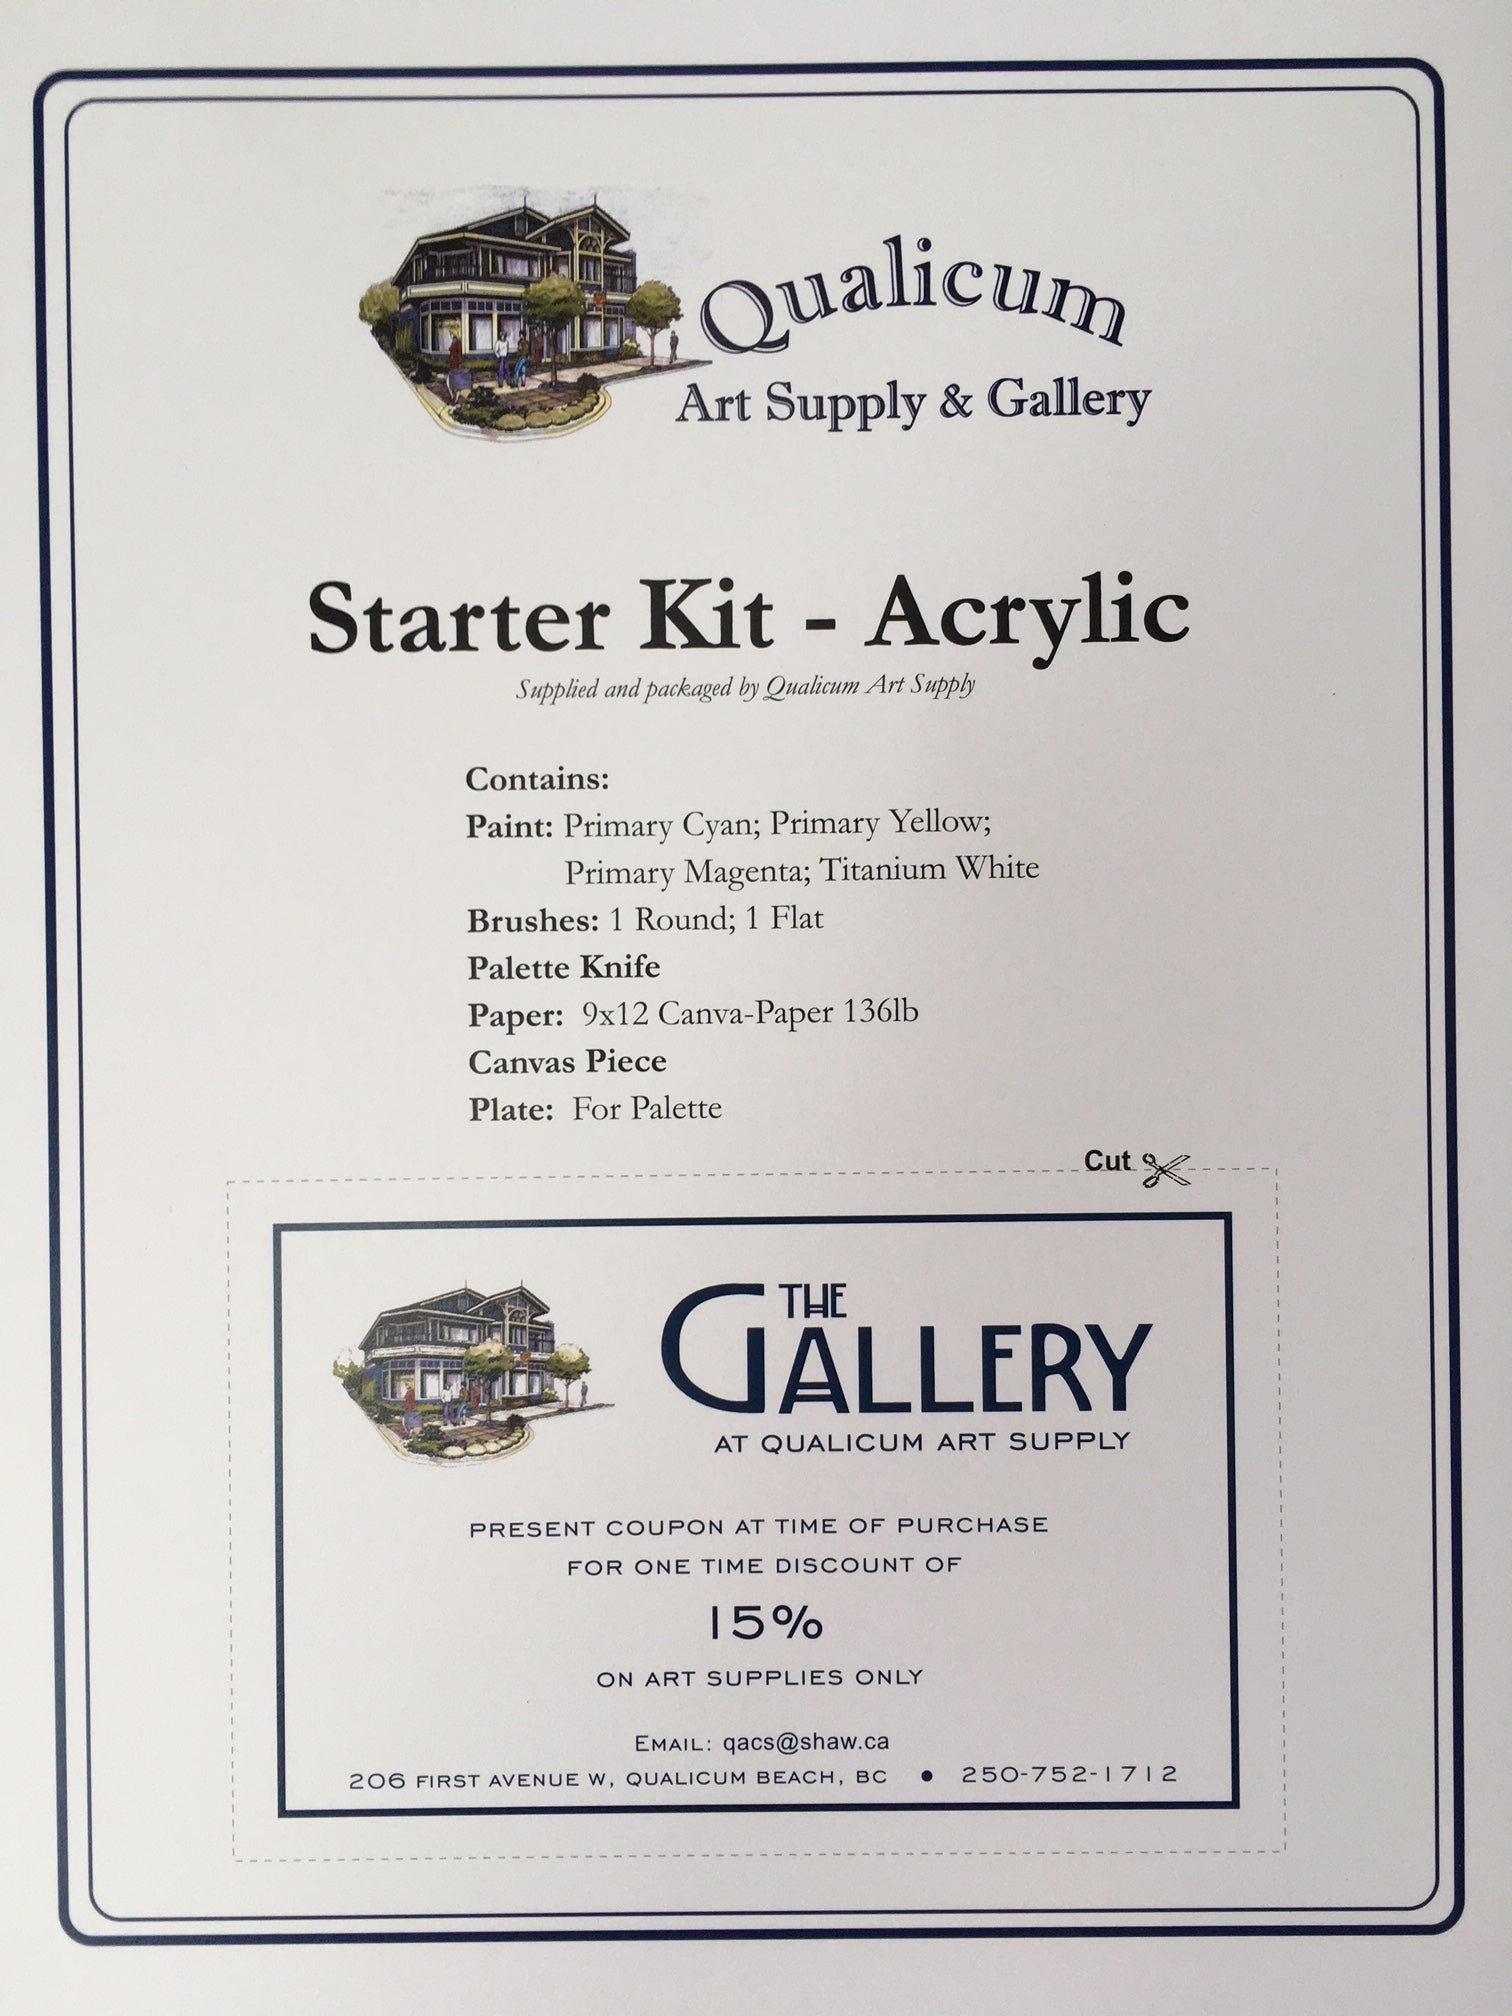 Qualicum
Art Supply & Gallery
Starter Kit - Acrylic
Supplied and packaged by Qualicum Art Supply
Contains:
Paint: Primary Cyan; Primary Yellow;
Primary Magenta; Titanium White
Brushes: 1 Round; 1 Flat
Palette Knife
Paper: 9x12 Canva-Paper 136lb
Canvas Piece
Plate: For Palette
Cut
THE
GALLERY
AT QUALICUM ART SUPPLY
PRESENT COUPON AT TIME OF PURCHASE
FOR ONE TIME DISCOUNT OF
15%
ON ART SUPPLIES ONLY
EMAIL: qacs@shaw.ca
206 FIRST AVENUE W, QUALICUM BEACH, BC • 250-752-1712